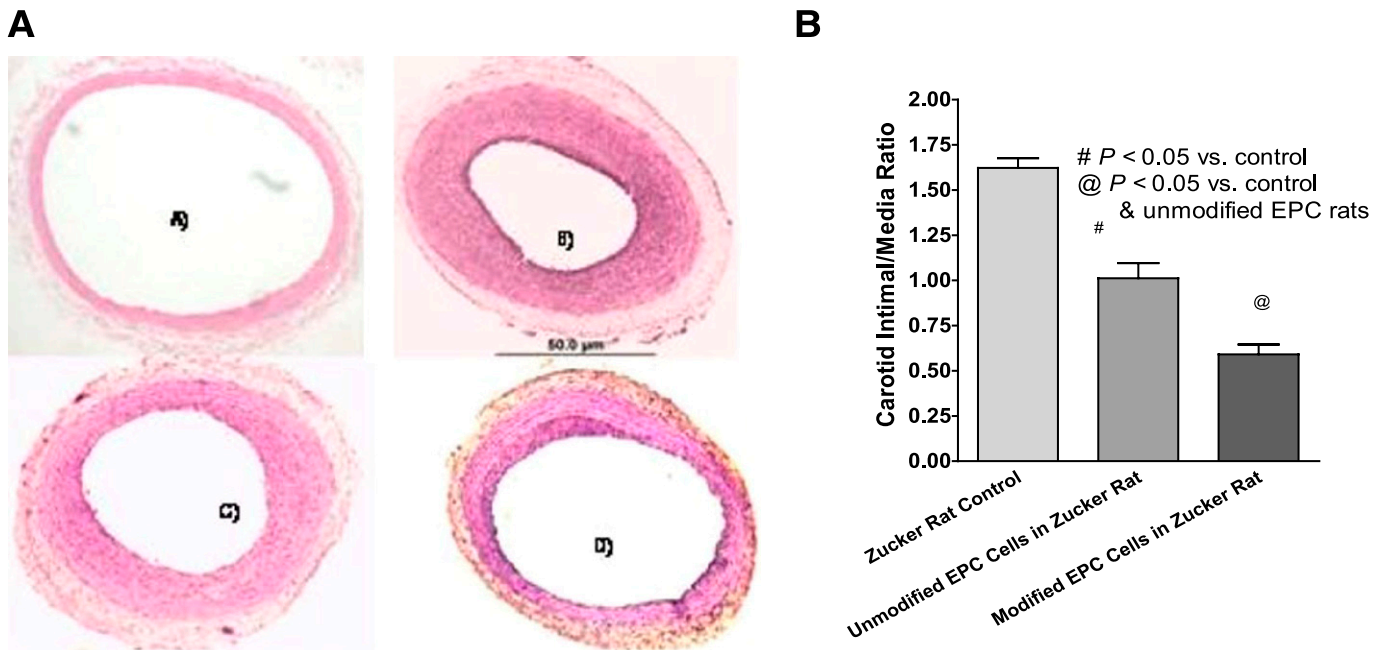 A
A)
B)
50.0 µm
C)
D)
B
Carotid Intimal/Media Ratio
2.00
1.75
1.50
1.25
1.00
0.75
0.50
0.25
0.00
# P < 0.05 vs. control
@ P < 0.05 vs. control
& unmodified EPC rats
#
@
Zucker Rat Control
Unmodified EPC Cells in Zucker Rat
Modified EPC Cells in Zucker Rat